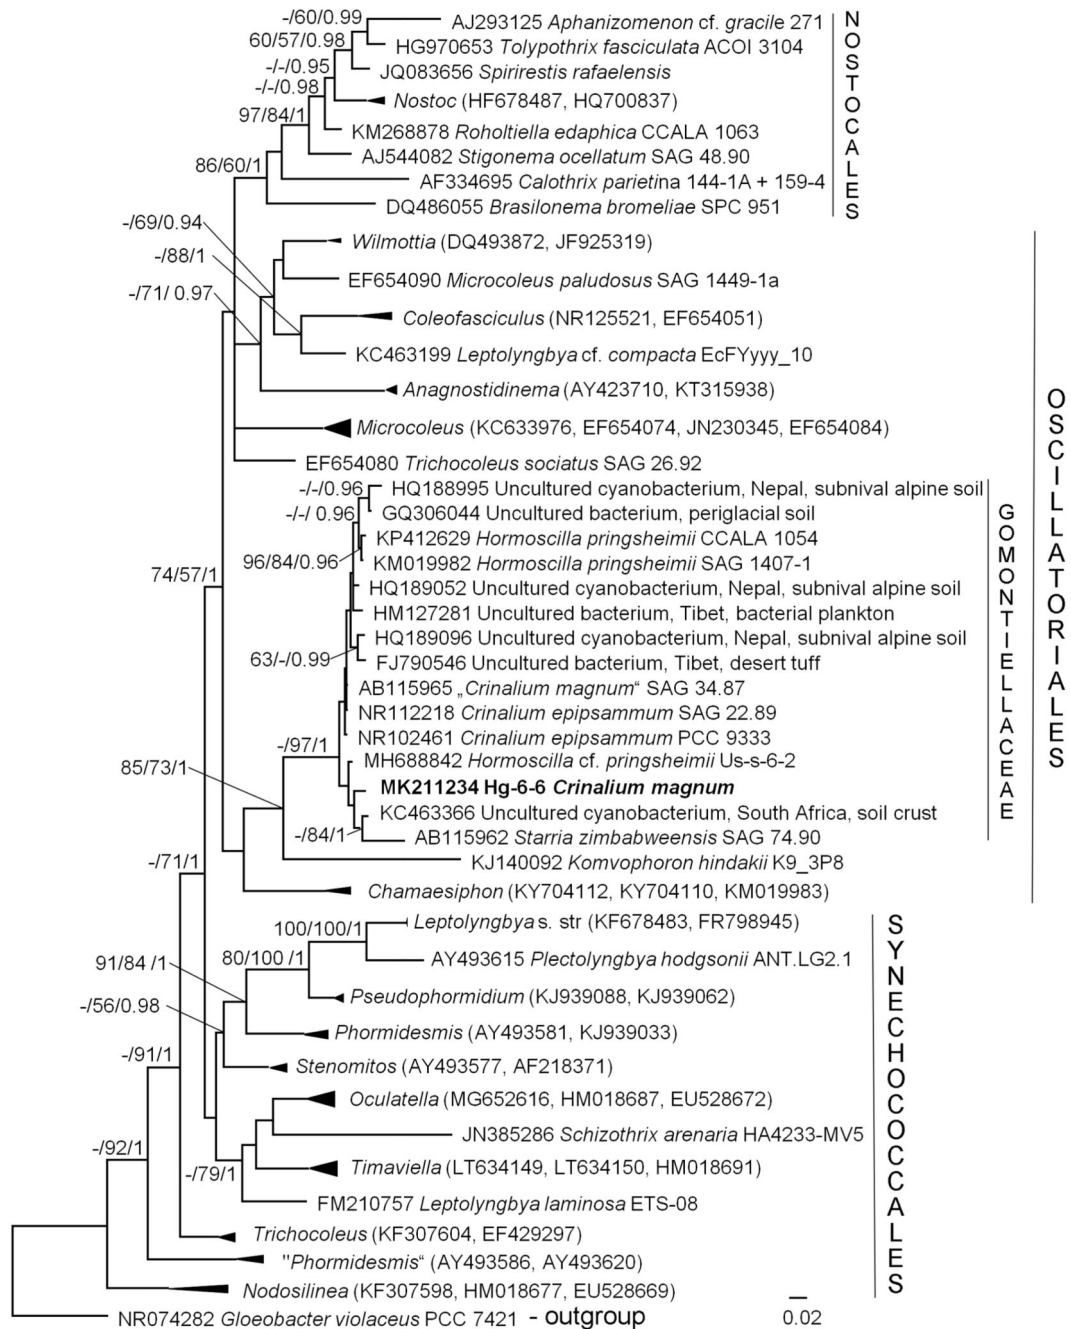 -/60/0.99
AJ293125 Aphanizomenon cf. gracile 271
60/57/0.98
HG970653 Tolypothrix fasciculata ACOI 3104
-/-/0.95
JQ083656 Spirirestis rafaelensis
-/-/0.98
Nostoc (HF678487, HQ700837)
97/84/1
KM268878 Roholtiella edaphica CCALA 1063
AJ544082 Stigonema ocellatum SAG 48.90
86/60/1
AF334695 Calothrix parietina 144-1A + 159-4
DQ486055 Brasilonema bromeliae SPC 951
NOSTOCALES
-/69/0.94
Wilmottia (DQ493872, JF925319)
-/88/1
EF654090 Microcoleus paludosus SAG 1449-1a
-/71/ 0.97
Coleofasciculus (NR125521, EF654051)
KC463199 Leptolyngbya cf. compacta EcFYyyy_10
Anagnostidinema (AY423710, KT315938)
Microcoleus (KC633976, EF654074, JN230345, EF654084)
EF654080 Trichocoleus sociatus SAG 26.92
-/-/0.96
HQ188995 Uncultured cyanobacterium, Nepal, subnival alpine soil
-/-/ 0.96
GQ306044 Uncultured bacterium, periglacial soil
KP412629 Hormoscilla pringsheimii CCALA 1054
96/84/0.96
KM019982 Hormoscilla pringsheimii SAG 1407-1
74/57/1
HQ189052 Uncultured cyanobacterium, Nepal, subnival alpine soil
HM127281 Uncultured bacterium, Tibet, bacterial plankton
HQ189096 Uncultured cyanobacterium, Nepal, subnival alpine soil
63/-/0.99
FJ790546 Uncultured bacterium, Tibet, desert tuff
AB115965 „Crinalium magnum“ SAG 34.87
NR112218 Crinalium epipsammum SAG 22.89
NR102461 Crinalium epipsammum PCC 9333
-/97/1
MH688842 Hormoscilla cf. pringsheimii Us-s-6-2
85/73/1
MK211234 Hg-6-6 Crinalium magnum
KC463366 Uncultured cyanobacterium, South Africa, soil crust
-/84/1
AB115962 Starria zimbabweensis SAG 74.90
GOMONTIELLACEAE
KJ140092 Komvophoron hindakii K9_3P8
-/71/1
Chamaesiphon (KY704112, KY704110, KM019983)
OSCILLATORIALES
Leptolyngbya s. str (KF678483, FR798945)
100/100/1
AY493615 Plectolyngbya hodgsonii ANT.LG2.1
80/100 /1
91/84 /1
Pseudophormidium (KJ939088, KJ939062)
-/56/0.98
Phormidesmis (AY493581, KJ939033)
-/91/1
Stenomitos (AY493577, AF218371)
Oculatella (MG652616, HM018687, EU528672)
JN385286 Schizothrix arenaria HA4233-MV5
-/92/1
Timaviella (LT634149, LT634150, HM018691)
-/79/1
FM210757 Leptolyngbya laminosa ETS-08
Trichocoleus (KF307604, EF429297)
"Phormidesmis“ (AY493586, AY493620)
Nodosilinea (KF307598, HM018677, EU528669)
SYNECHOCOCCALES
NR074282 Gloeobacter violaceus PCC 7421 - outgroup
0.02